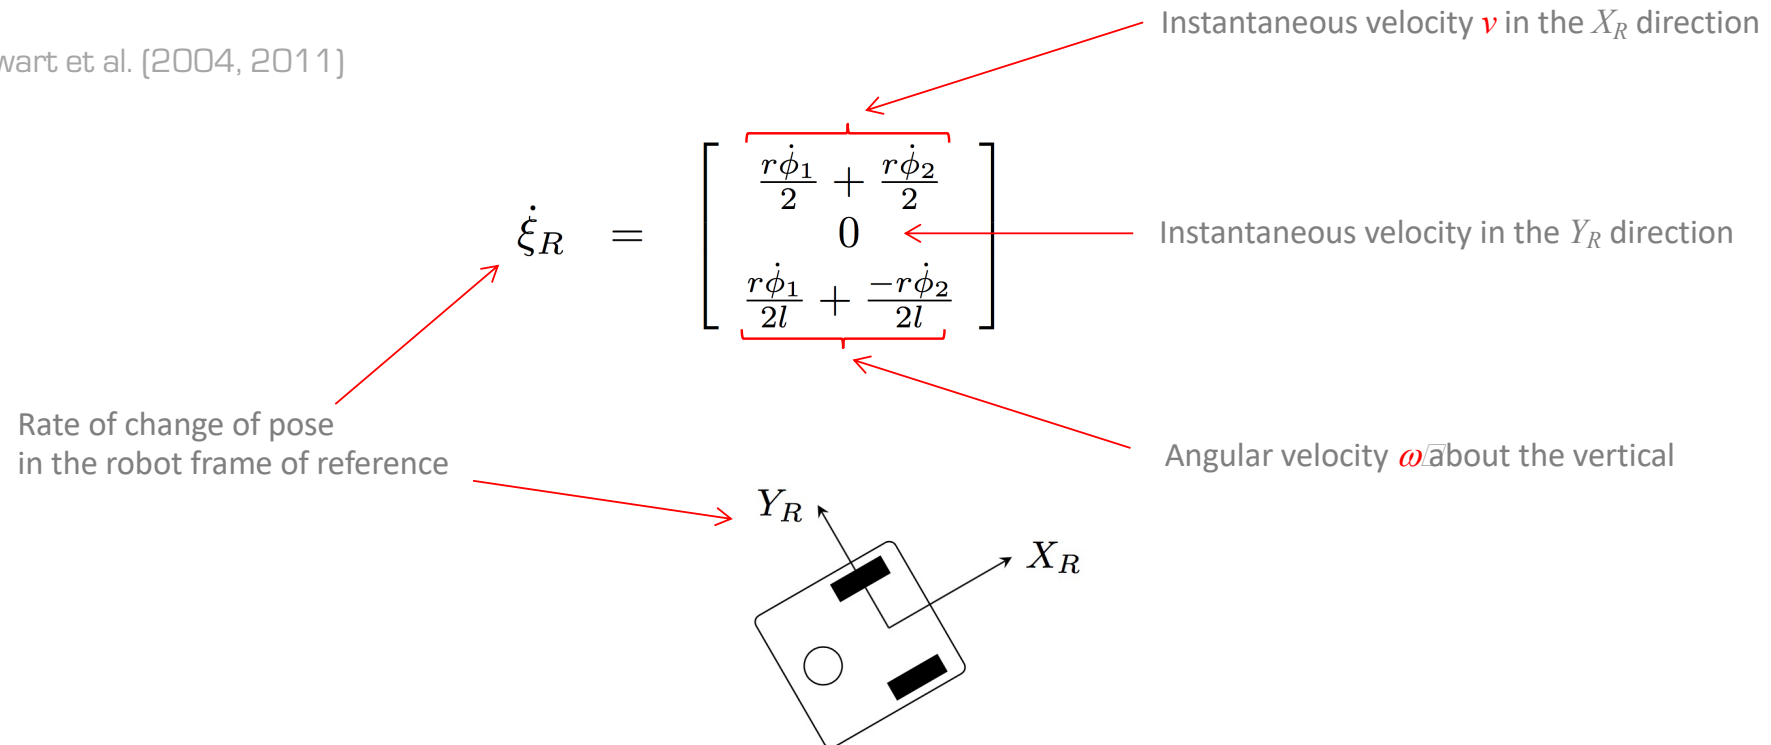 Instantaneous velocity v in the X_R direction
wart et al. (2004, 2011)
ξ̇_R = [ rφ̇₁/2 + rφ̇₂/2
0
rφ̇₁/2l + -rφ̇₂/2l ]
Instantaneous velocity in the Y_R direction
Rate of change of pose
in the robot frame of reference
Angular velocity ω about the vertical
Y_R
X_R